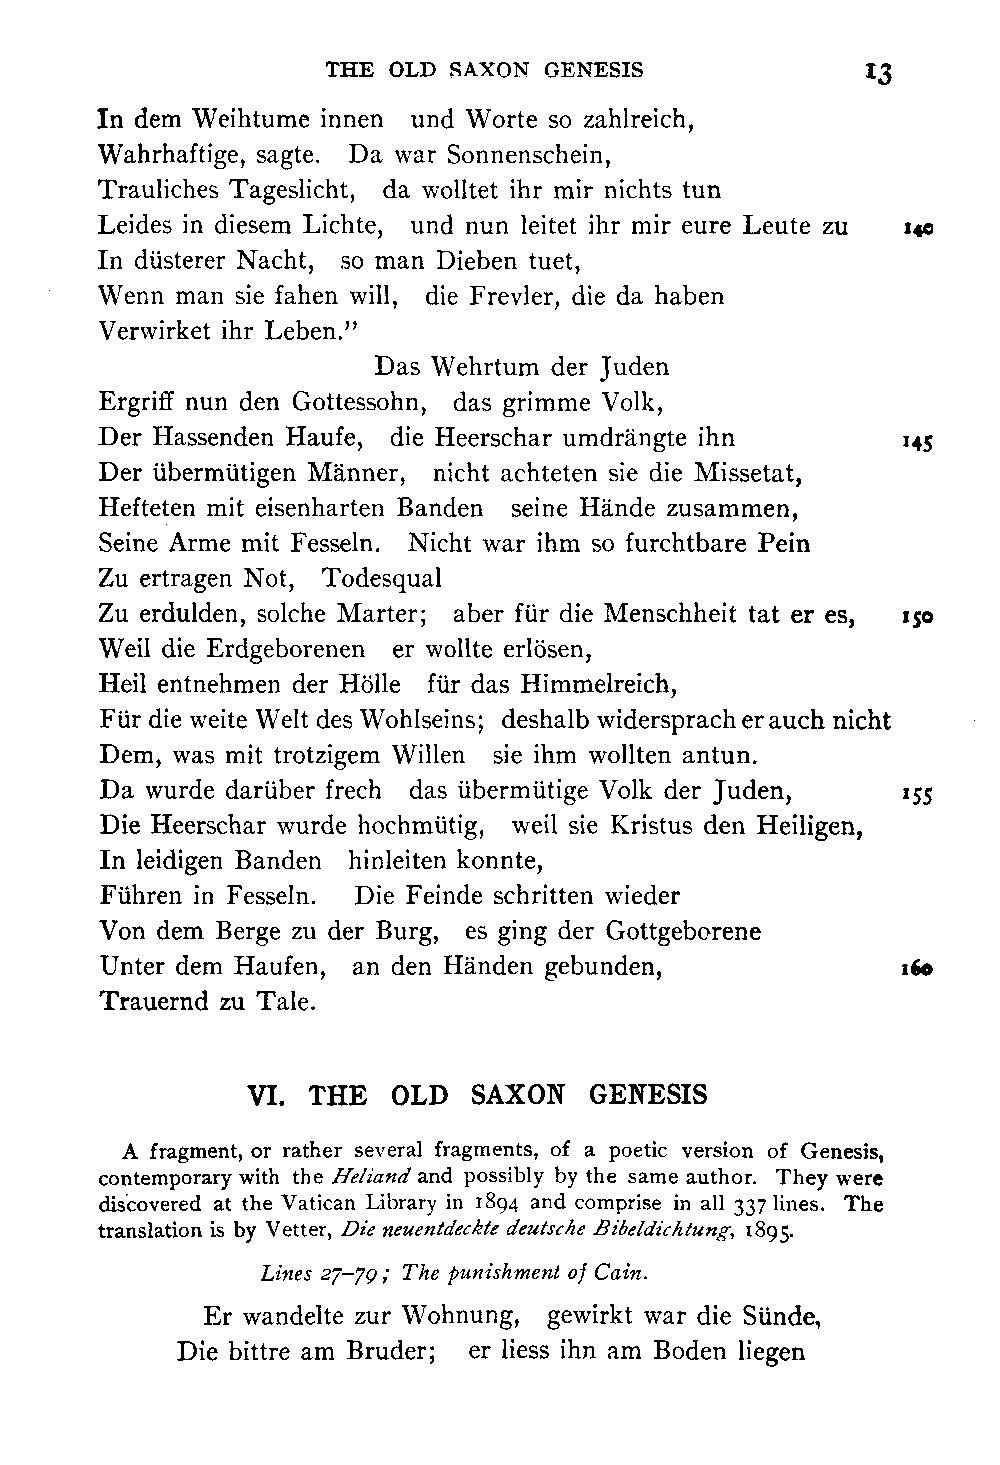 THE OLD SAXON GENESIS 13
In dem Weihtume innen und Worte so zahlreich,
Wahrhaftige, sagte. Da war Sonnenschein,
Trauliches Tageslicht, da wolltet ihr mir nichts tun
Leides in diesem Lichte, und nun leitet ihr mir eure Leute zu 140
In düsterer Nacht, so man Dieben tuet,
Wenn man sie fahen will, die Frevler, die da haben
Verwirket ihr Leben.”
Das Wehrtum der Juden
Ergriff nun den Gottessohn, das grimme Volk,
Der Hassenden Haufe, die Heerschar umdrängte ihn 145
Der übermütigen Männer, nicht achteten sie die Missetat,
Hefteten mit eisenharten Banden seine Hände zusammen,
Seine Arme mit Fesseln. Nicht war ihm so furchtbare Pein
Zu ertragen Not, Todesqual
Zu erdulden, solche Marter; aber für die Menschheit tat er es, 150
Weil die Erdgeborenen er wollte erlösen,
Heil entnehmen der Hölle für das Himmelreich,
Für die weite Welt des Wohlseins; deshalb widersprach er auch nicht
Dem, was mit trotzigem Willen sie ihm wollten antun.
Da wurde darüber frech das übermütige Volk der Juden, 155
Die Heerschar wurde hochmütig, weil sie Kristus den Heiligen,
In leidigen Banden hinleiten konnte,
Führen in Fesseln. Die Feinde schritten wieder
Von dem Berge zu der Burg, es ging der Gottgeborene
Unter dem Haufen, an den Händen gebunden, 160
Trauernd zu Tale.
VI. THE OLD SAXON GENESIS
A fragment, or rather several fragments, of a poetic version of Genesis,
contemporary with the Heliand and possibly by the same author. They were
discovered at the Vatican Library in 1894 and comprise in all 337 lines. The
translation is by Vetter, Die neuentdeckte deutsche Bibeldichtung, 1895.
Lines 27–79; The punishment of Cain.
Er wandelte zur Wohnung, gewirkt war die Sünde,
Die bittre am Bruder; er liess ihn am Boden liegen